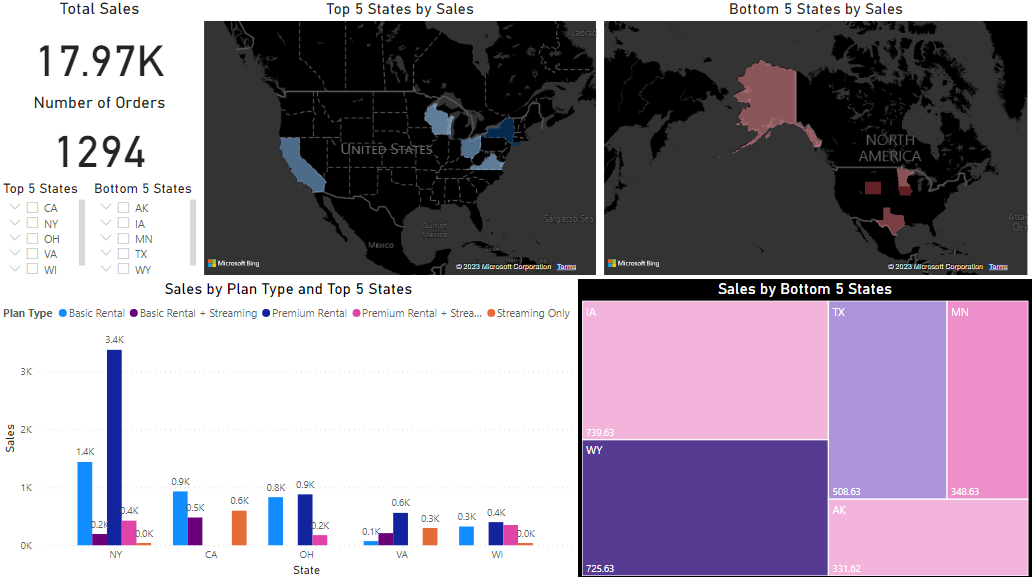 Total Sales
17.97K
Number of Orders
1294
Top 5 States
CA
NY
OH
VA
WI
Bottom 5 States
AK
IA
MN
TX
WY
Top 5 States by Sales
UNITED STATES
MEXICO
Gulf of
Mexico
Sargasso Sea
Labrac
Microsoft Bing
© 2023 Microsoft Corporation Terms
Bottom 5 States by Sales
NORTH
AMERICA
Atla
Oc
Microsoft Bing
© 2023 Microsoft Corporation Terms
Sales by Plan Type and Top 5 States
Plan Type Basic Rental Basic Rental + Streaming Premium Rental Premium Rental + Strea... Streaming Only
Sales
3K
2K
1K
0K
1.4K
0.2K
3.4K
0.4K
0.0K
0.9K
0.5K
0.6K
0.8K
0.9K
0.2K
0.1K
0.6K
0.3K
0.3K
0.4K
0.0K
NY CA OH VA WI
State
Sales by Bottom 5 States
IA
739.63
WY
725.63
TX
508.63
MN
348.63
AK
331.62